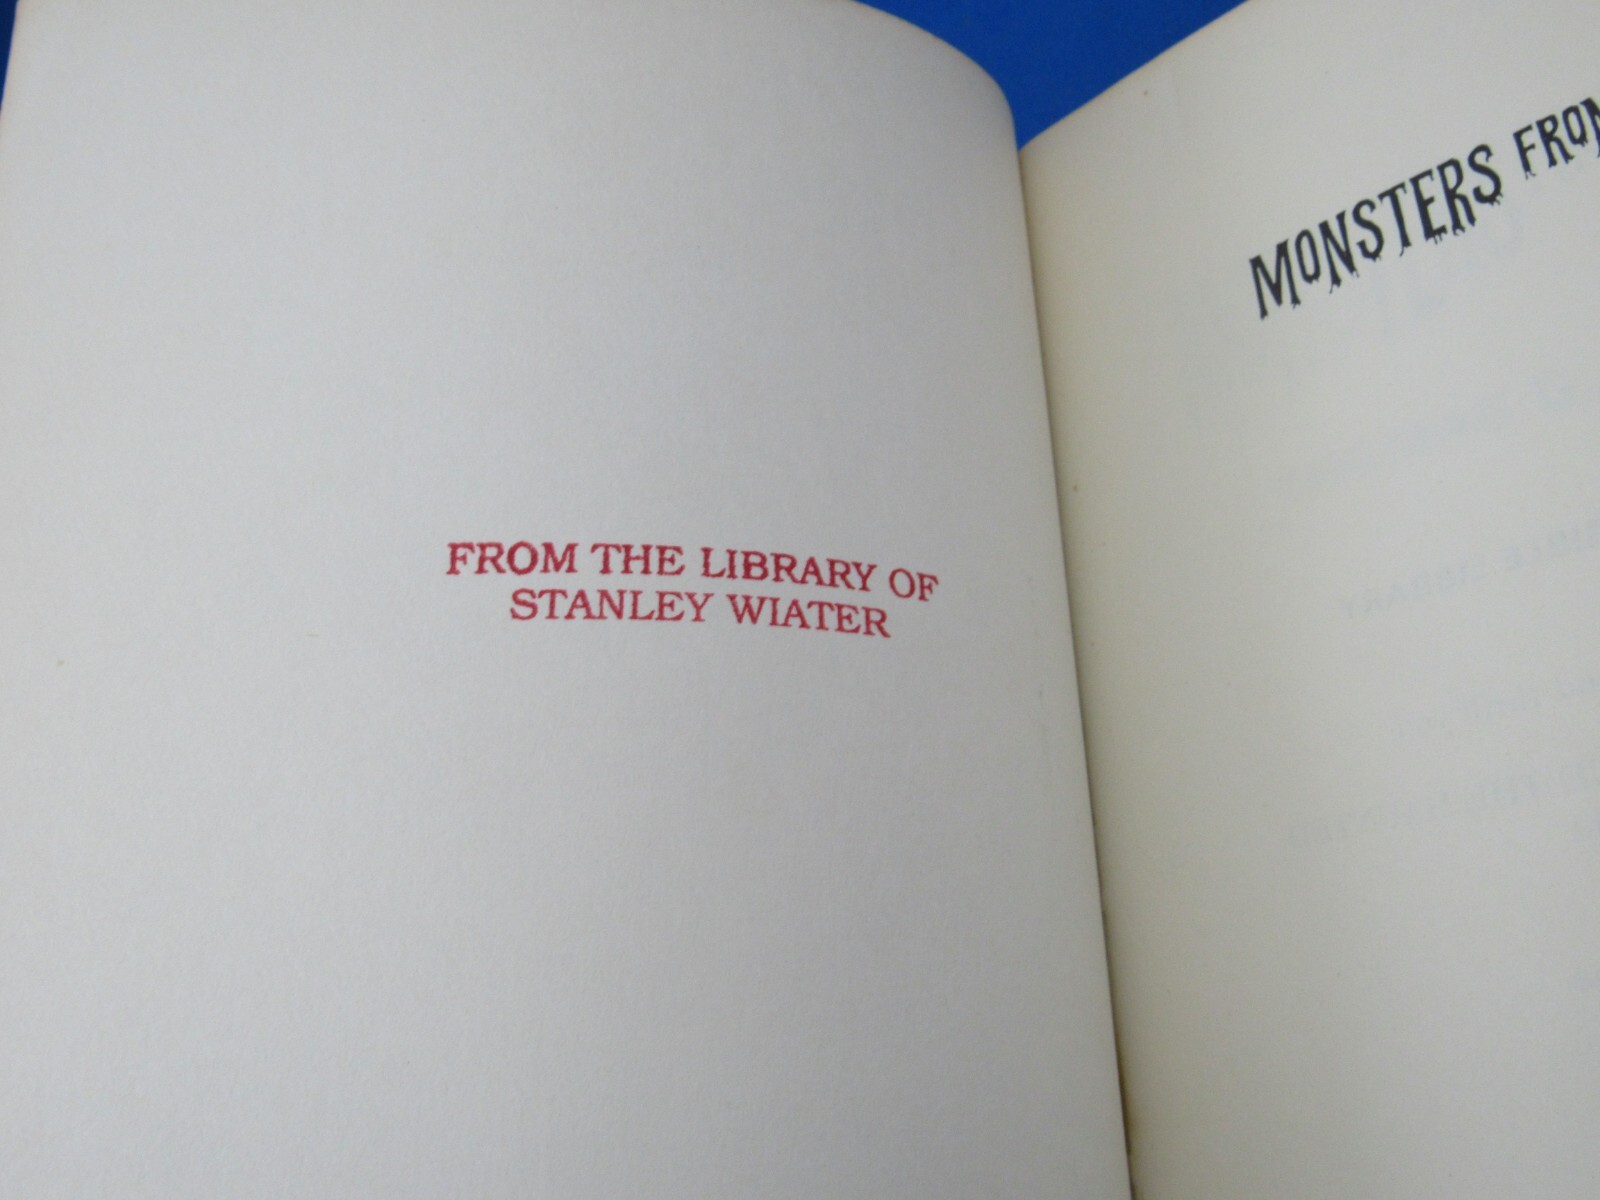 FROM THE LIBRARY OF
STANLEY WIATER
MONSTERS FROM